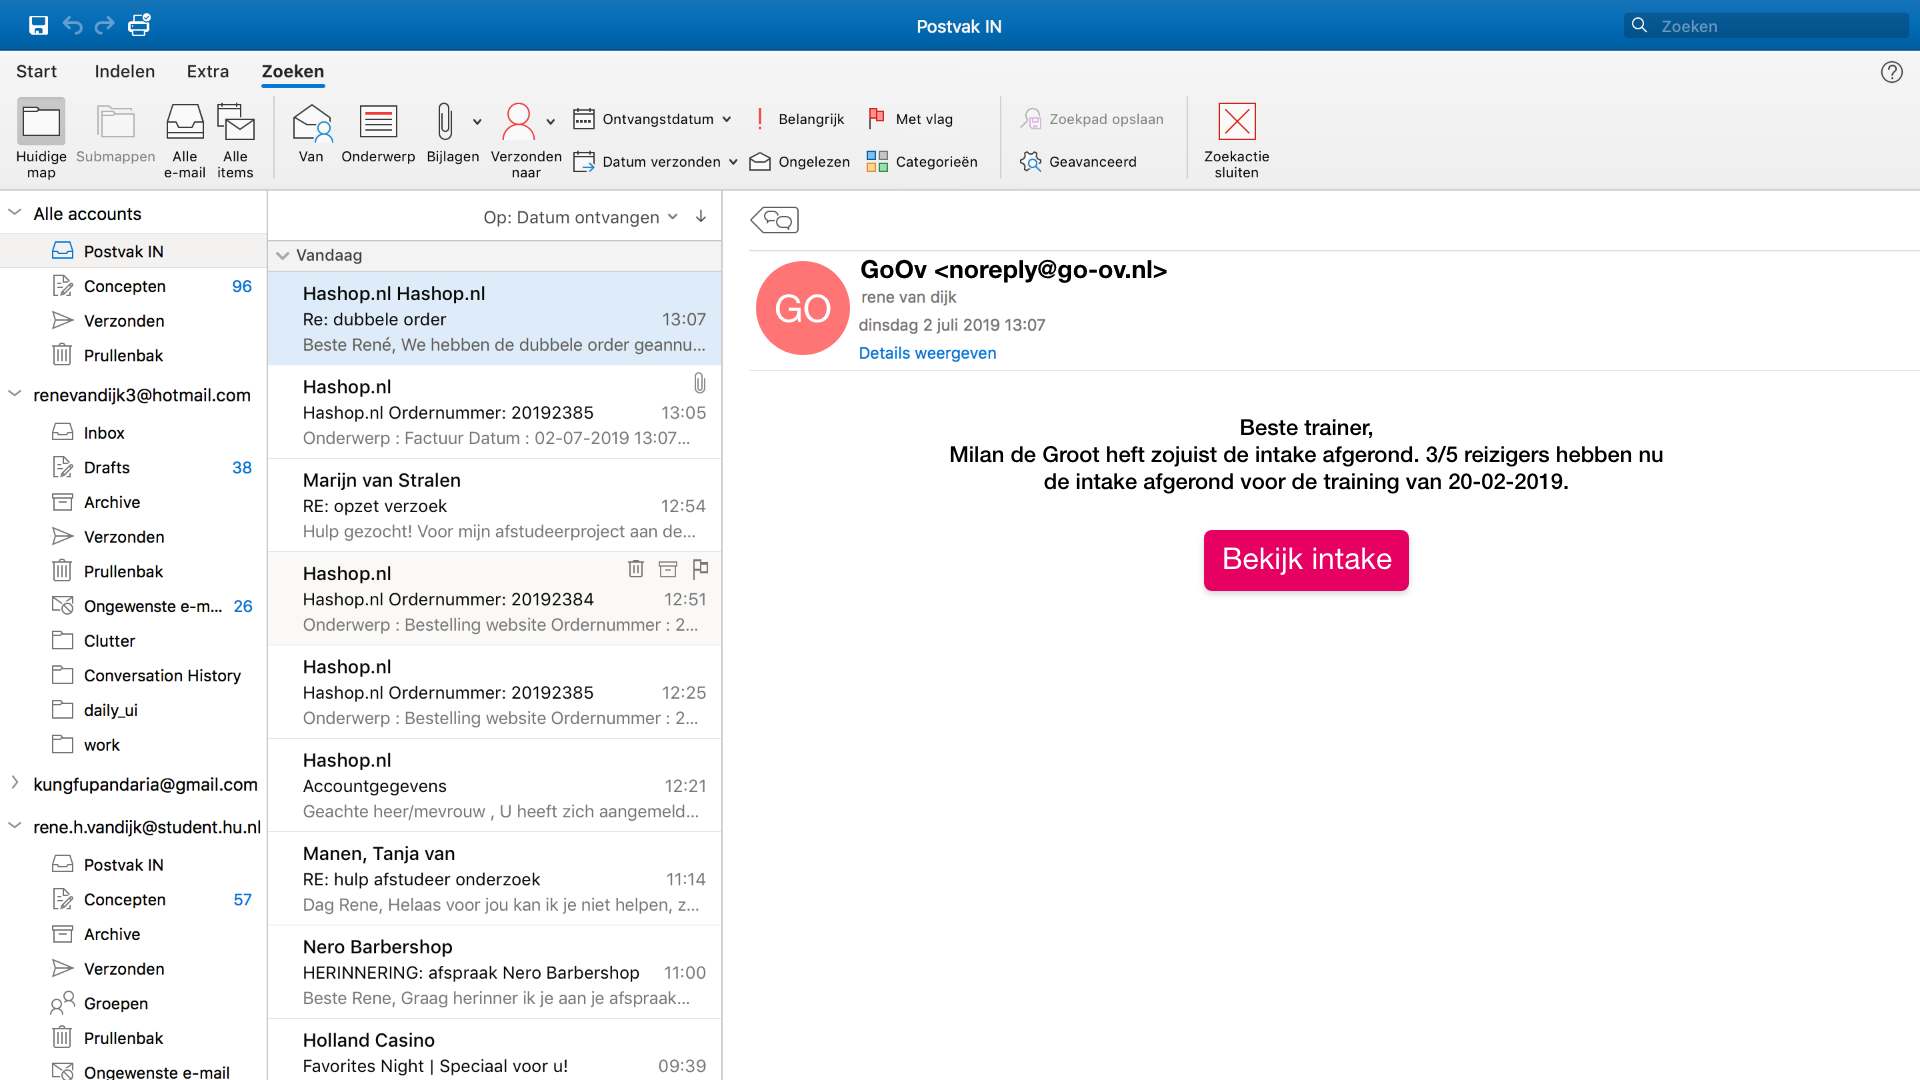 Postvak IN
Zoeken
Start
Indelen
Extra
Zoeken
Huidige map
Submappen
Alle e-mail
Alle items
Van
Onderwerp
Bijlagen
Verzonden naar
Ontvangstdatum
Datum verzonden
Belangrijk
Ongelezen
Met vlag
Categorieën
Zoekpad opslaan
Geavanceerd
Zoekactie sluiten
Alle accounts
Postvak IN
Concepten 96
Verzonden
Prullenbak
renevandijk3@hotmail.com
Inbox
Drafts 38
Archive
Verzonden
Prullenbak
Ongewenste e-m... 26
Clutter
Conversation History
daily_ui
work
kungfupandaria@gmail.com
rene.h.vandijk@student.hu.nl
Postvak IN
Concepten 57
Archive
Verzonden
Groepen
Prullenbak
Ongewenste e-mail
Op: Datum ontvangen
Vandaag
Hashop.nl Hashop.nl
Re: dubbele order 13:07
Beste René, We hebben de dubbele order geannu...
Hashop.nl
Hashop.nl Ordernummer: 20192385 13:05
Onderwerp : Factuur Datum : 02-07-2019 13:07...
Marijn van Stralen
RE: opzet verzoek 12:54
Hulp gezocht! Voor mijn afstudeerproject aan de...
Hashop.nl
Hashop.nl Ordernummer: 20192384 12:51
Onderwerp : Bestelling website Ordernummer : 2...
Hashop.nl
Hashop.nl Ordernummer: 20192385 12:25
Onderwerp : Bestelling website Ordernummer : 2...
Hashop.nl
Accountgegevens 12:21
Geachte heer/mevrouw , U heeft zich aangemeld...
Manen, Tanja van
RE: hulp afstudeer onderzoek 11:14
Dag Rene, Helaas voor jou kan ik je niet helpen, z...
Nero Barbershop
HERINNERING: afspraak Nero Barbershop 11:00
Beste Rene, Graag herinner ik je aan je afspraak...
Holland Casino
Favorites Night | Speciaal voor u! 09:39
GO
GoOv <noreply@go-ov.nl>
rene van dijk
dinsdag 2 juli 2019 13:07
Details weergeven
Beste trainer,
Milan de Groot heft zojuist de intake afgerond. 3/5 reizigers hebben nu
de intake afgerond voor de training van 20-02-2019.
Bekijk intake